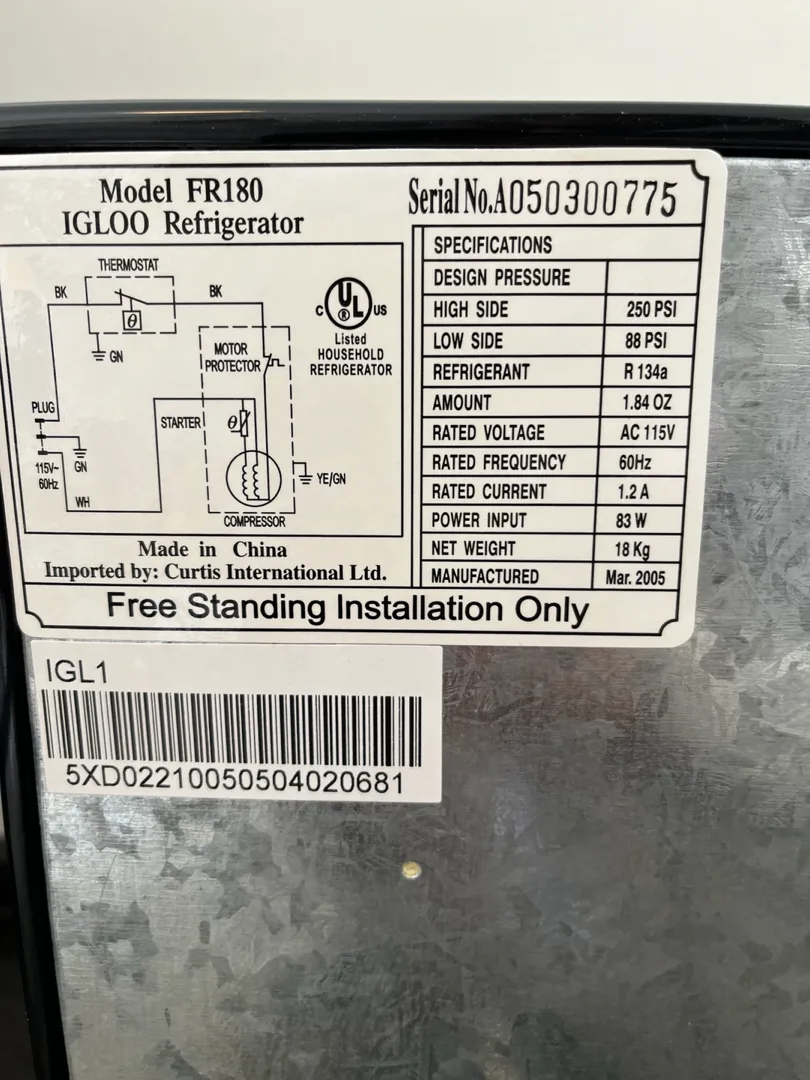 Model FR180
IGLOO Refrigerator
Serial No.A050300775
THERMOSTAT
BK
BK
θ
GN
MOTOR
PROTECTOR
C UL ® US
Listed
HOUSEHOLD
REFRIGERATOR
PLUG
STARTER
θ
115V~
60Hz
GN
YE/GN
WH
COMPRESSOR
Made in China
Imported by: Curtis International Ltd.
SPECIFICATIONS
DESIGN PRESSURE
HIGH SIDE 250 PSI
LOW SIDE 88 PSI
REFRIGERANT R 134a
AMOUNT 1.84 OZ
RATED VOLTAGE AC 115V
RATED FREQUENCY 60Hz
RATED CURRENT 1.2 A
POWER INPUT 83 W
NET WEIGHT 18 Kg
MANUFACTURED Mar. 2005
Free Standing Installation Only
IGL1
5XD02210050504020681